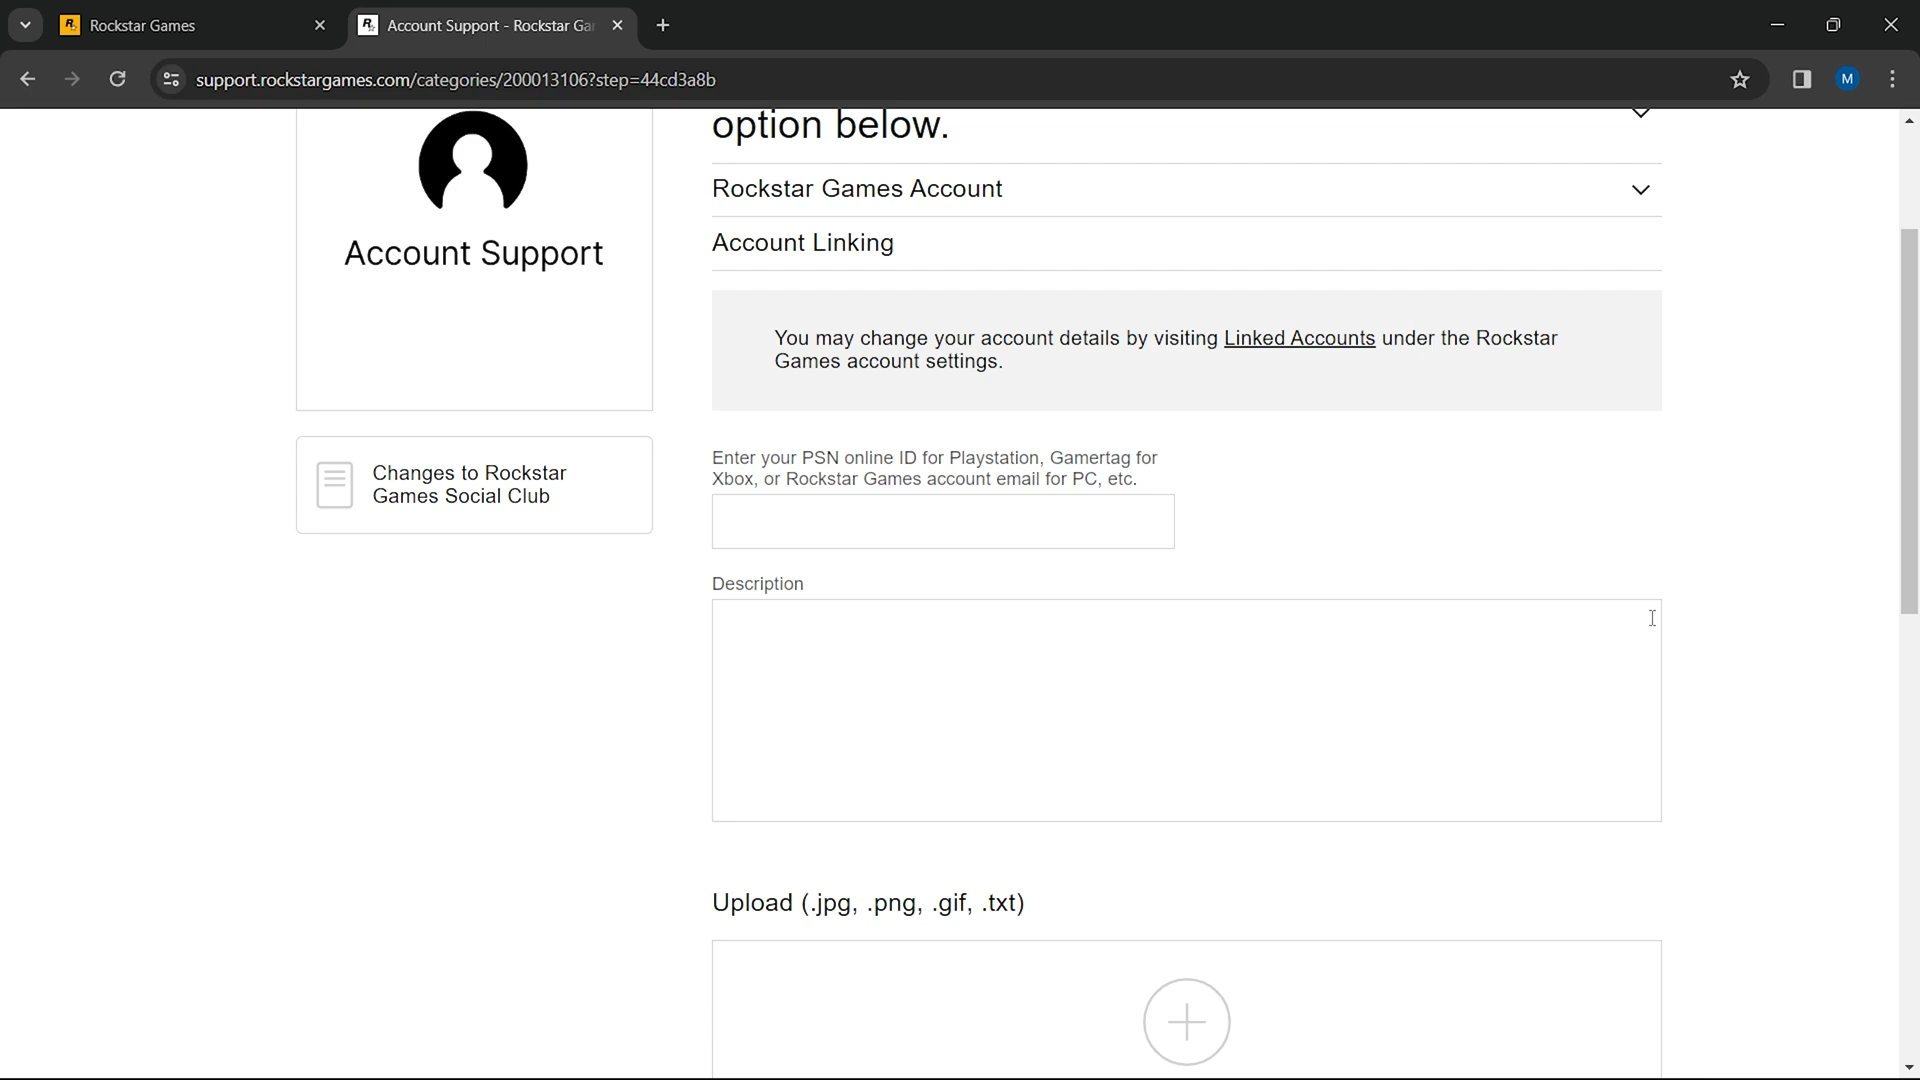 Rockstar Games
Account Support - Rockstar Gar
support.rockstargames.com/categories/200013106?step=44cd3a8b
M
option below.
Rockstar Games Account
Account Linking
Account Support
You may change your account details by visiting Linked Accounts under the Rockstar
Games account settings.
Changes to Rockstar
Games Social Club
Enter your PSN online ID for Playstation, Gamertag for
Xbox, or Rockstar Games account email for PC, etc.
Description
Upload (.jpg, .png, .gif, .txt)